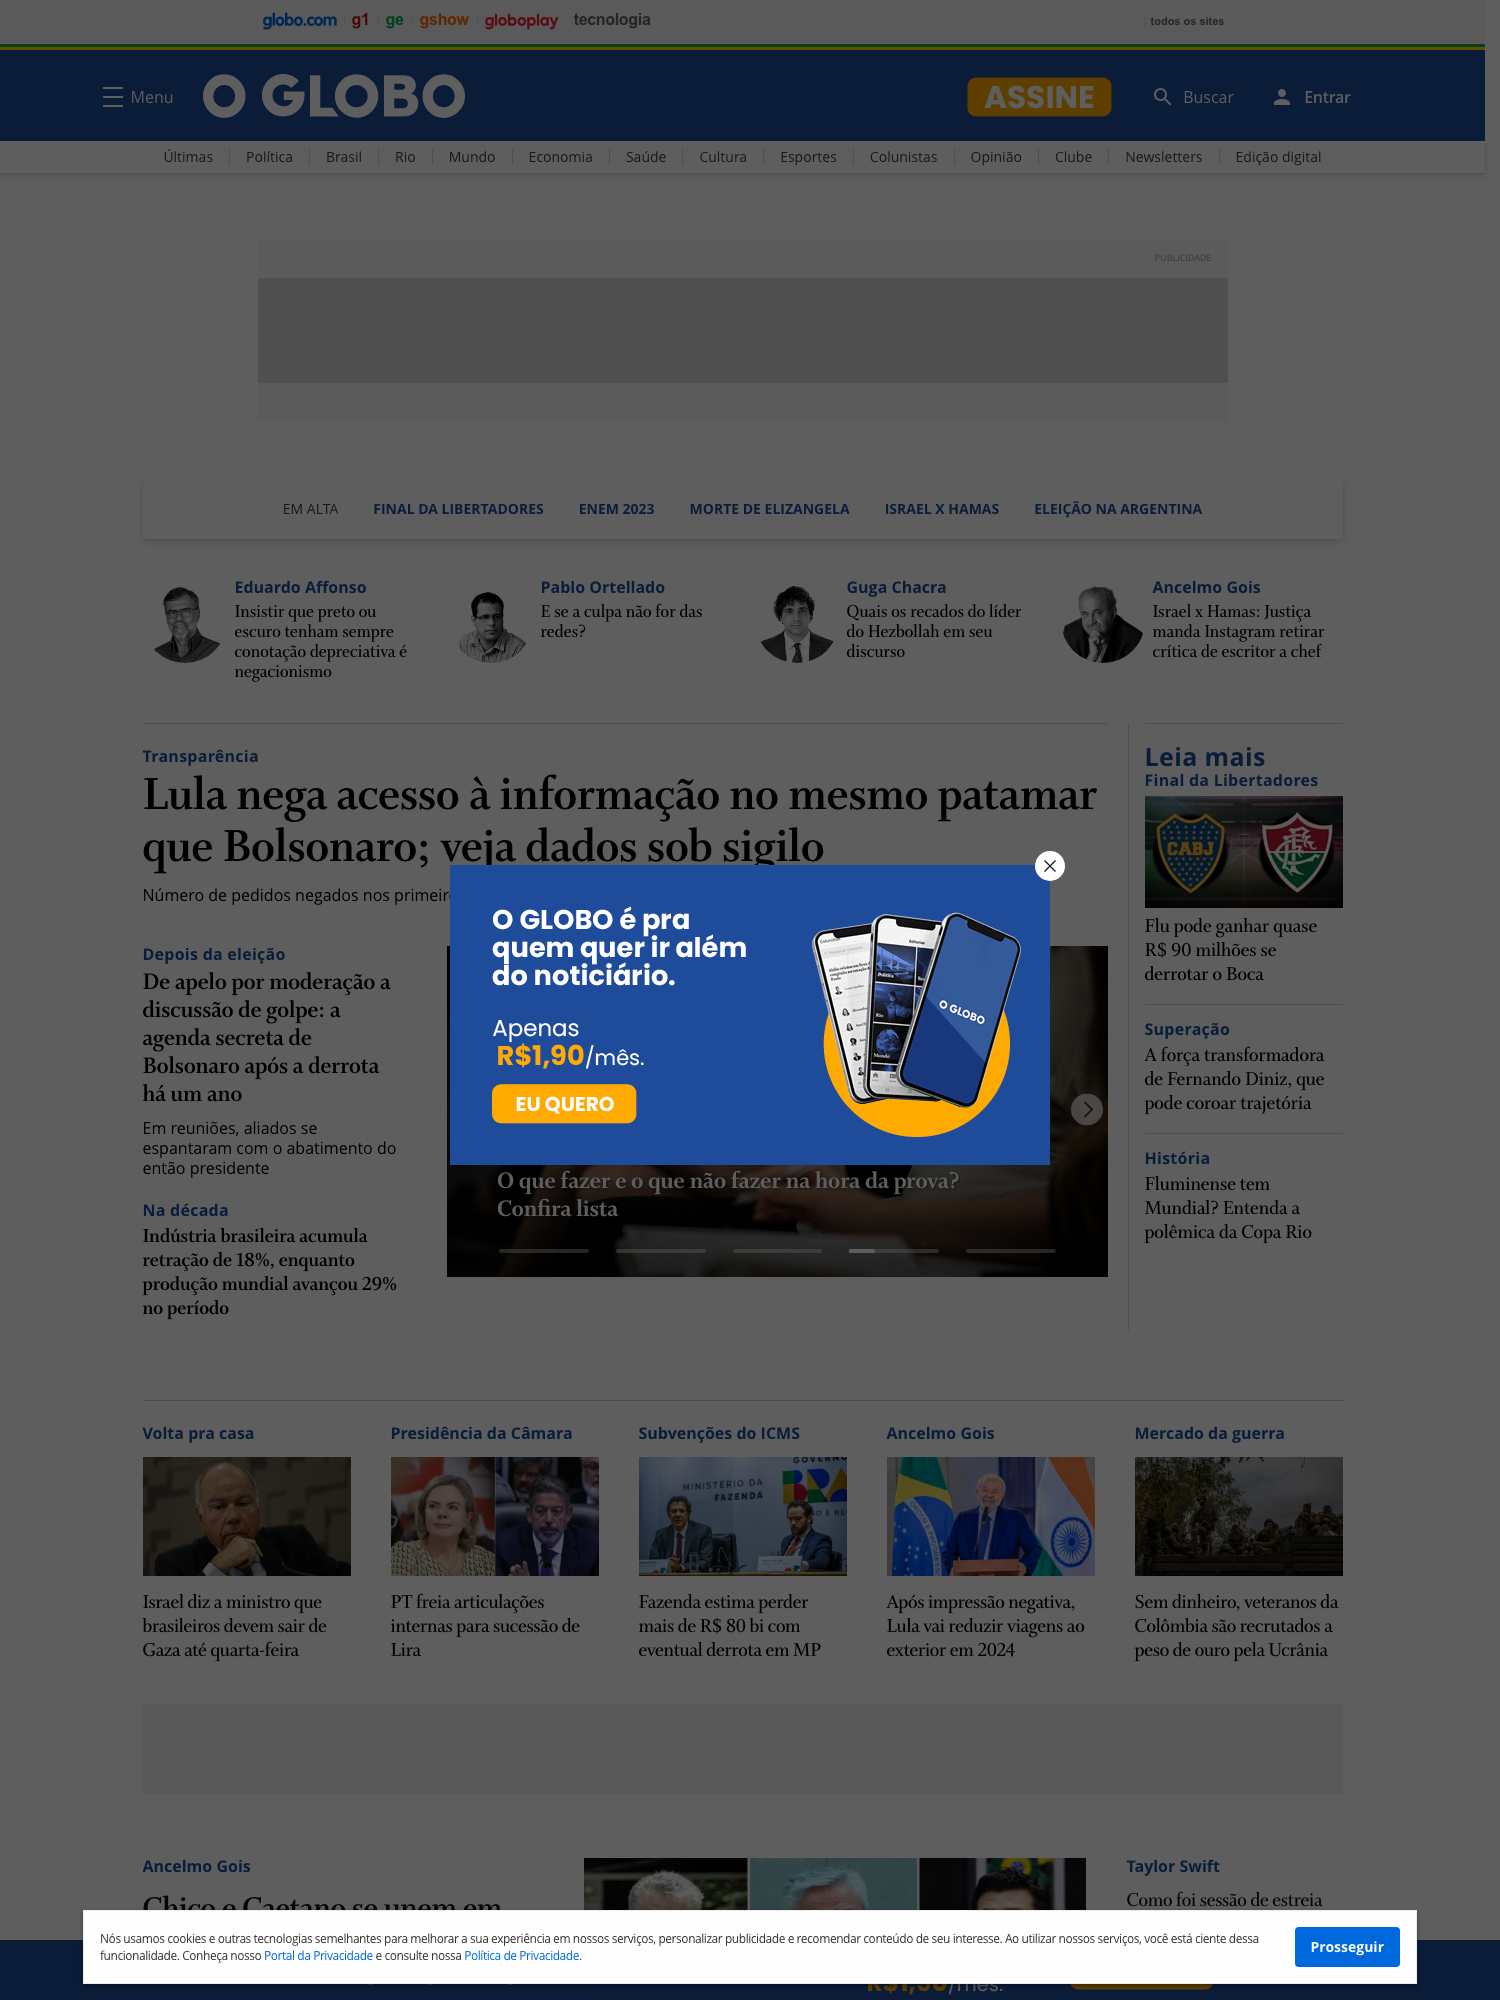 globo.com g1 ge gshow globoplay tecnologia todos os sites
Menu O GLOBO ASSINE Buscar Entrar
Últimas Política Brasil Rio Mundo Economia Saúde Cultura Esportes Colunistas Opinião Clube Newsletters Edição digital
PUBLICIDADE
EM ALTA FINAL DA LIBERTADORES ENEM 2023 MORTE DE ELIZANGELA ISRAEL X HAMAS ELEIÇÃO NA ARGENTINA
Eduardo Affonso
Insistir que preto ou
escuro tenham sempre
conotação depreciativa é
negacionismo
Pablo Ortellado
E se a culpa não for das
redes?
Guga Chacra
Quais os recados do líder
do Hezbollah em seu
discurso
Ancelmo Gois
Israel x Hamas: Justiça
manda Instagram retirar
crítica de escritor a chef
Transparência
Lula nega acesso à informação no mesmo patamar
que Bolsonaro; veja dados sob sigilo
Número de pedidos negados nos primeir
Depois da eleição
De apelo por moderação a
discussão de golpe: a
agenda secreta de
Bolsonaro após a derrota
há um ano
Em reuniões, aliados se
espantaram com o abatimento do
então presidente
Na década
Indústria brasileira acumula
retração de 18%, enquanto
produção mundial avançou 29%
no período
O GLOBO é pra
quem quer ir além
do noticiário.
Apenas
R$1,90/mês.
EU QUERO
Editorias
Política
Rio
Mundo
O GLOBO
O que fazer e o que não fazer na hora da prova?
Confira lista
Leia mais
Final da Libertadores
CABJ
Flu pode ganhar quase
R$ 90 milhões se
derrotar o Boca
Superação
A força transformadora
de Fernando Diniz, que
pode coroar trajetória
História
Fluminense tem
Mundial? Entenda a
polêmica da Copa Rio
Volta pra casa
Israel diz a ministro que
brasileiros devem sair de
Gaza até quarta-feira
Presidência da Câmara
PT freia articulações
internas para sucessão de
Lira
Subvenções do ICMS
MINISTÉRIO DA
FAZENDA
GOVERNO
BRA
Fazenda estima perder
mais de R$ 80 bi com
eventual derrota em MP
Ancelmo Gois
Após impressão negativa,
Lula vai reduzir viagens ao
exterior em 2024
Mercado da guerra
Sem dinheiro, veteranos da
Colômbia são recrutados a
peso de ouro pela Ucrânia
Ancelmo Gois
Chico e Caetano se unem em
Taylor Swift
Como foi sessão de estreia
Nós usamos cookies e outras tecnologias semelhantes para melhorar a sua experiência em nossos serviços, personalizar publicidade e recomendar conteúdo de seu interesse. Ao utilizar nossos serviços, você está ciente dessa
funcionalidade. Conheça nosso Portal da Privacidade e consulte nossa Política de Privacidade.
Prosseguir
R$1,90/mês.